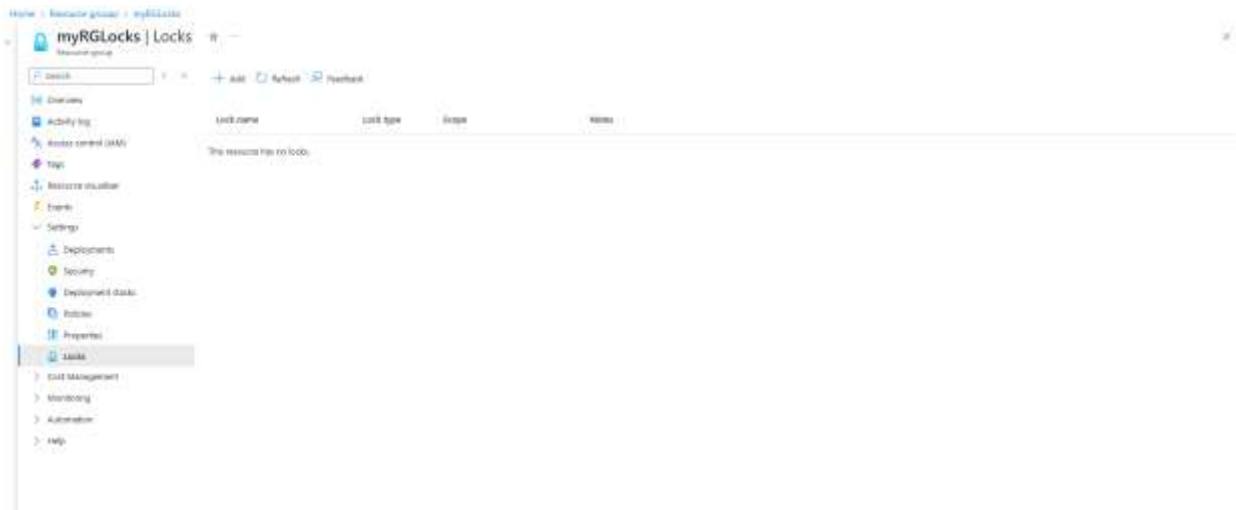 Home > Resource groups > myRGLocks
myRGLocks | Locks
Resource group
Search
+ Add Refresh Feedback
Overview
Activity log
Access control (IAM)
Tags
Resource visualizer
Events
Settings
Deployments
Security
Deployment stacks
Policies
Properties
Locks
Cost Management
Monitoring
Automation
Help
Lock name Lock type Scope Notes
This resource has no locks.